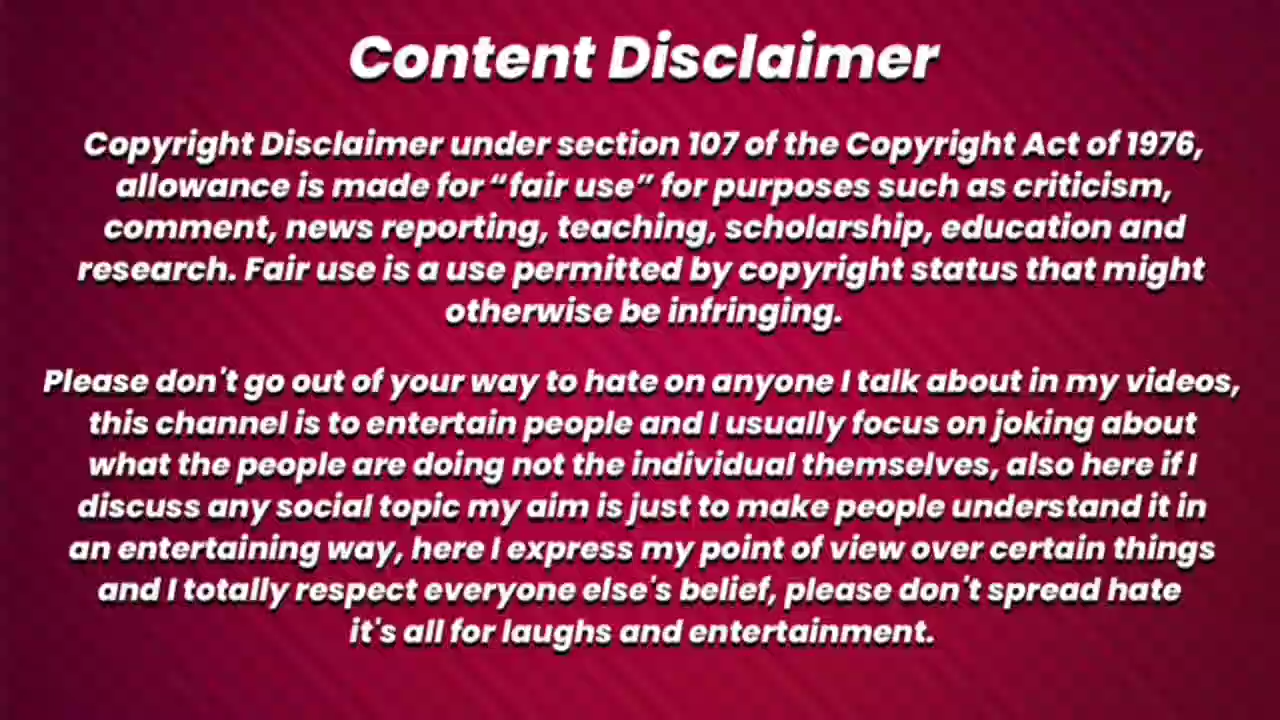 Content Disclaimer
Copyright Disclaimer under section 107 of the Copyright Act of 1976,
allowance is made for “fair use” for purposes such as criticism,
comment, news reporting, teaching, scholarship, education and
research. Fair use is a use permitted by copyright status that might
otherwise be infringing.
Please don't go out of your way to hate on anyone I talk about in my videos,
this channel is to entertain people and I usually focus on joking about
what the people are doing not the individual themselves, also here if I
discuss any social topic my aim is just to make people understand it in
an entertaining way, here I express my point of view over certain things
and I totally respect everyone else's belief, please don't spread hate
it's all for laughs and entertainment.